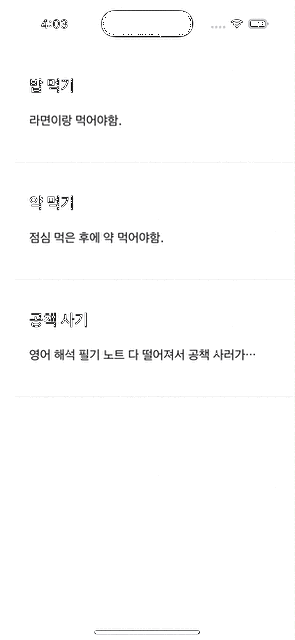 4:03
밥 먹기
라면이랑 먹어야함.
약 먹기
점심 먹은 후에 약 먹어야함.
공책 사기
영어 해석 필기 노트 다 떨어져서 공책 사러가…